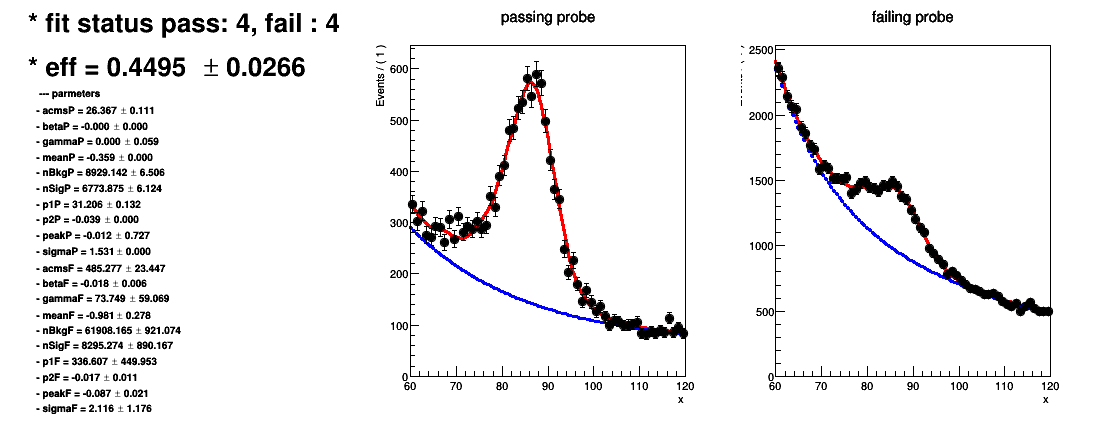 * fit status pass: 4, fail : 4
* eff = 0.4495 ± 0.0266
--- parmeters
- acmsP = 26.367 ± 0.111
- betaP = -0.000 ± 0.000
- gammaP = 0.000 ± 0.059
- meanP = -0.359 ± 0.000
- nBkgP = 8929.142 ± 6.506
- nSigP = 6773.875 ± 6.124
- p1P = 31.206 ± 0.132
- p2P = -0.039 ± 0.000
- peakP = -0.012 ± 0.727
- sigmaP = 1.531 ± 0.000
- acmsF = 485.277 ± 23.447
- betaF = -0.018 ± 0.006
- gammaF = 73.749 ± 59.069
- meanF = -0.981 ± 0.278
- nBkgF = 61908.165 ± 921.074
- nSigF = 8295.274 ± 890.167
- p1F = 336.607 ± 449.953
- p2F = -0.017 ± 0.011
- peakF = -0.087 ± 0.021
- sigmaF = 2.116 ± 1.176
passing probe
Events / ( 1 )
600
500
400
300
200
100
0
60 70 80 90 100 110 120
x
failing probe
2500
2000
1500
1000
500
0
60 70 80 90 100 110 120
x